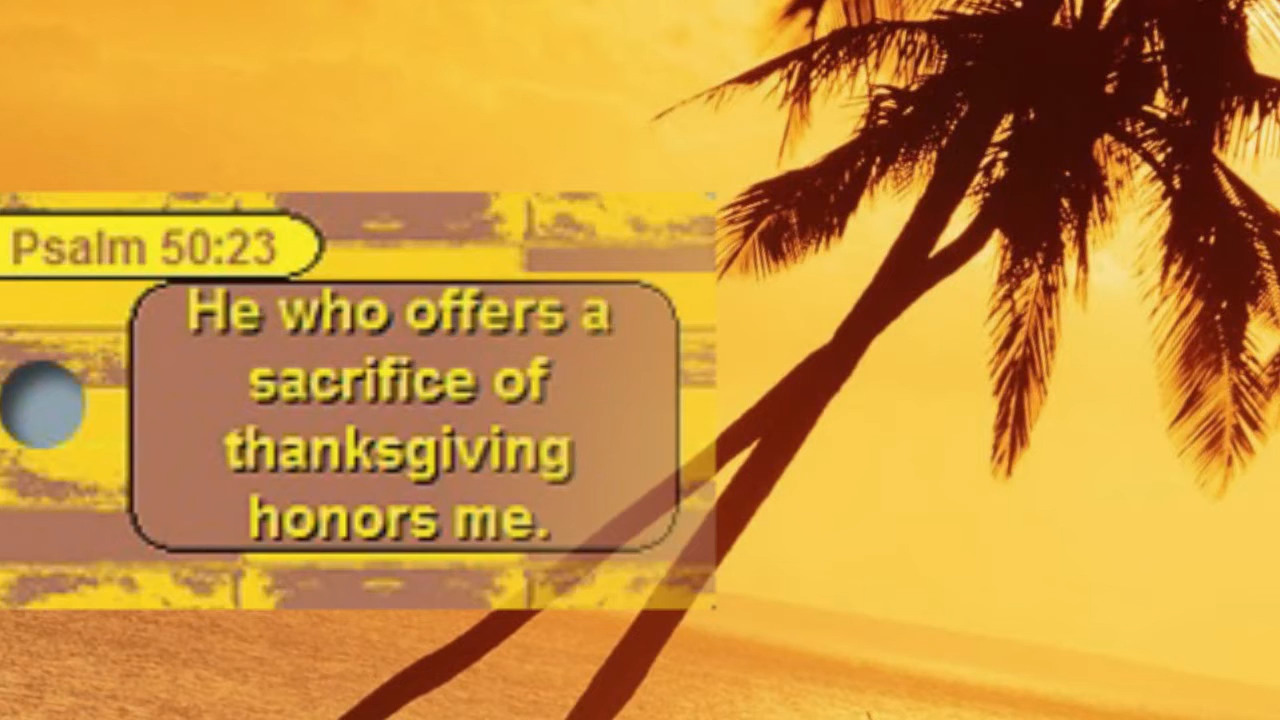 Psalm 50:23
He who offers a
sacrifice of
thanksgiving
honors me.